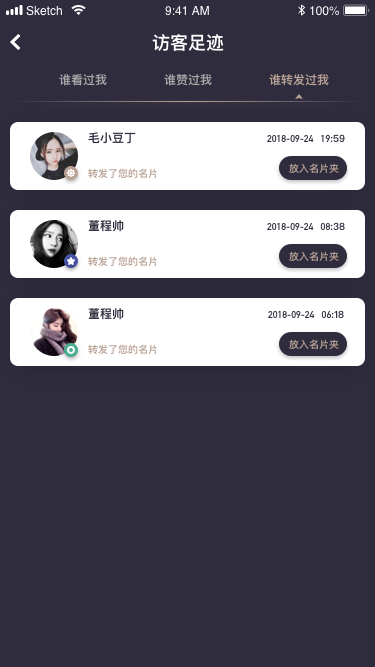 Sketch 9:41 AM 100%
访客足迹
谁看过我 谁赞过我 谁转发过我
毛小豆丁 2018-09-24 19:59
转发了您的名片 放入名片夹
董程帅 2018-09-24 08:38
转发了您的名片 放入名片夹
董程帅 2018-09-24 06:18
转发了您的名片 放入名片夹